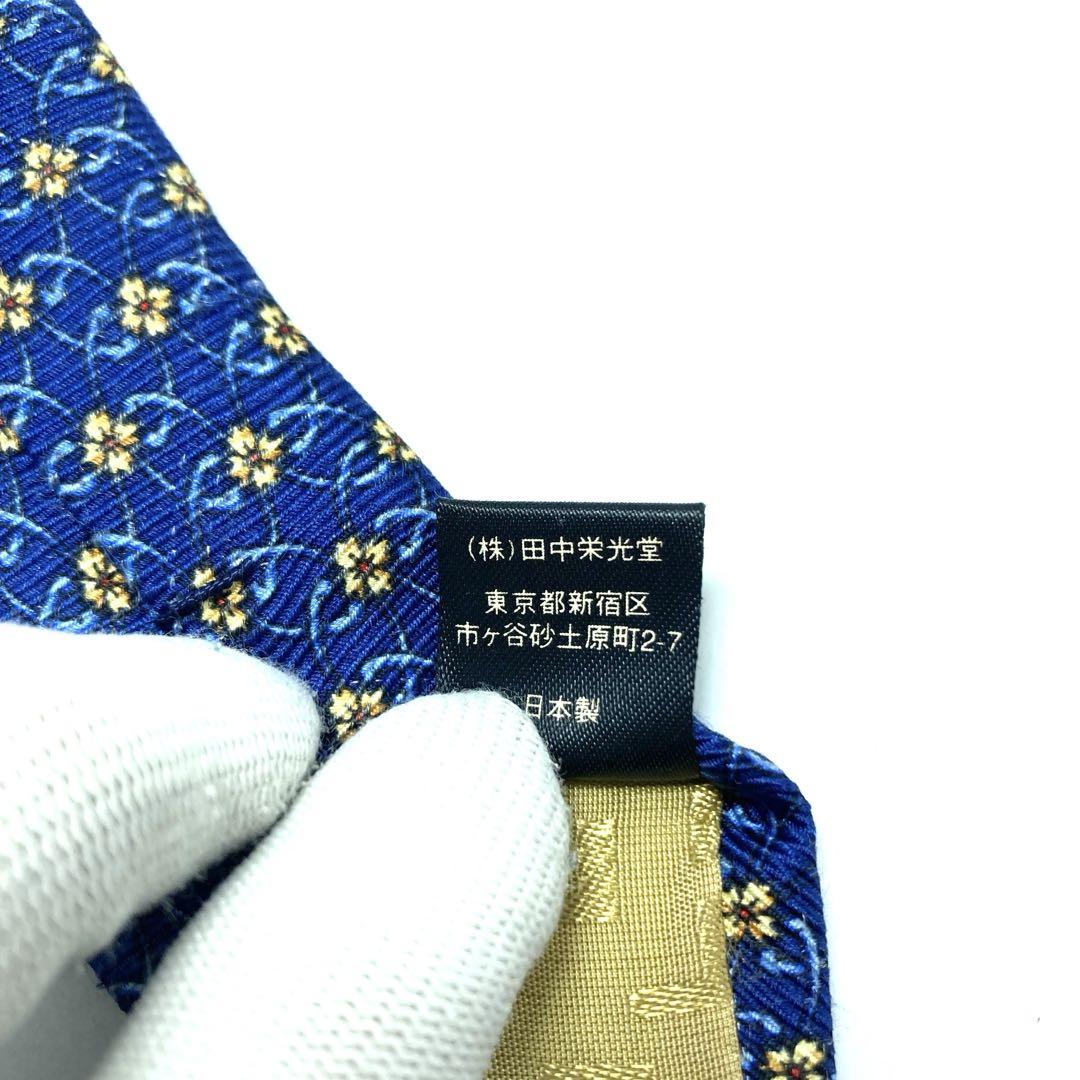 (株)田中栄光堂
東京都新宿区
市ヶ谷砂土原町2-7
日本製